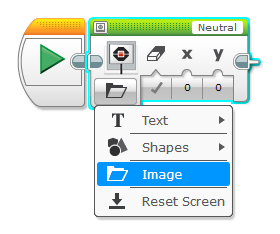 Neutral
x y
0 0
T Text
Shapes
Image
Reset Screen